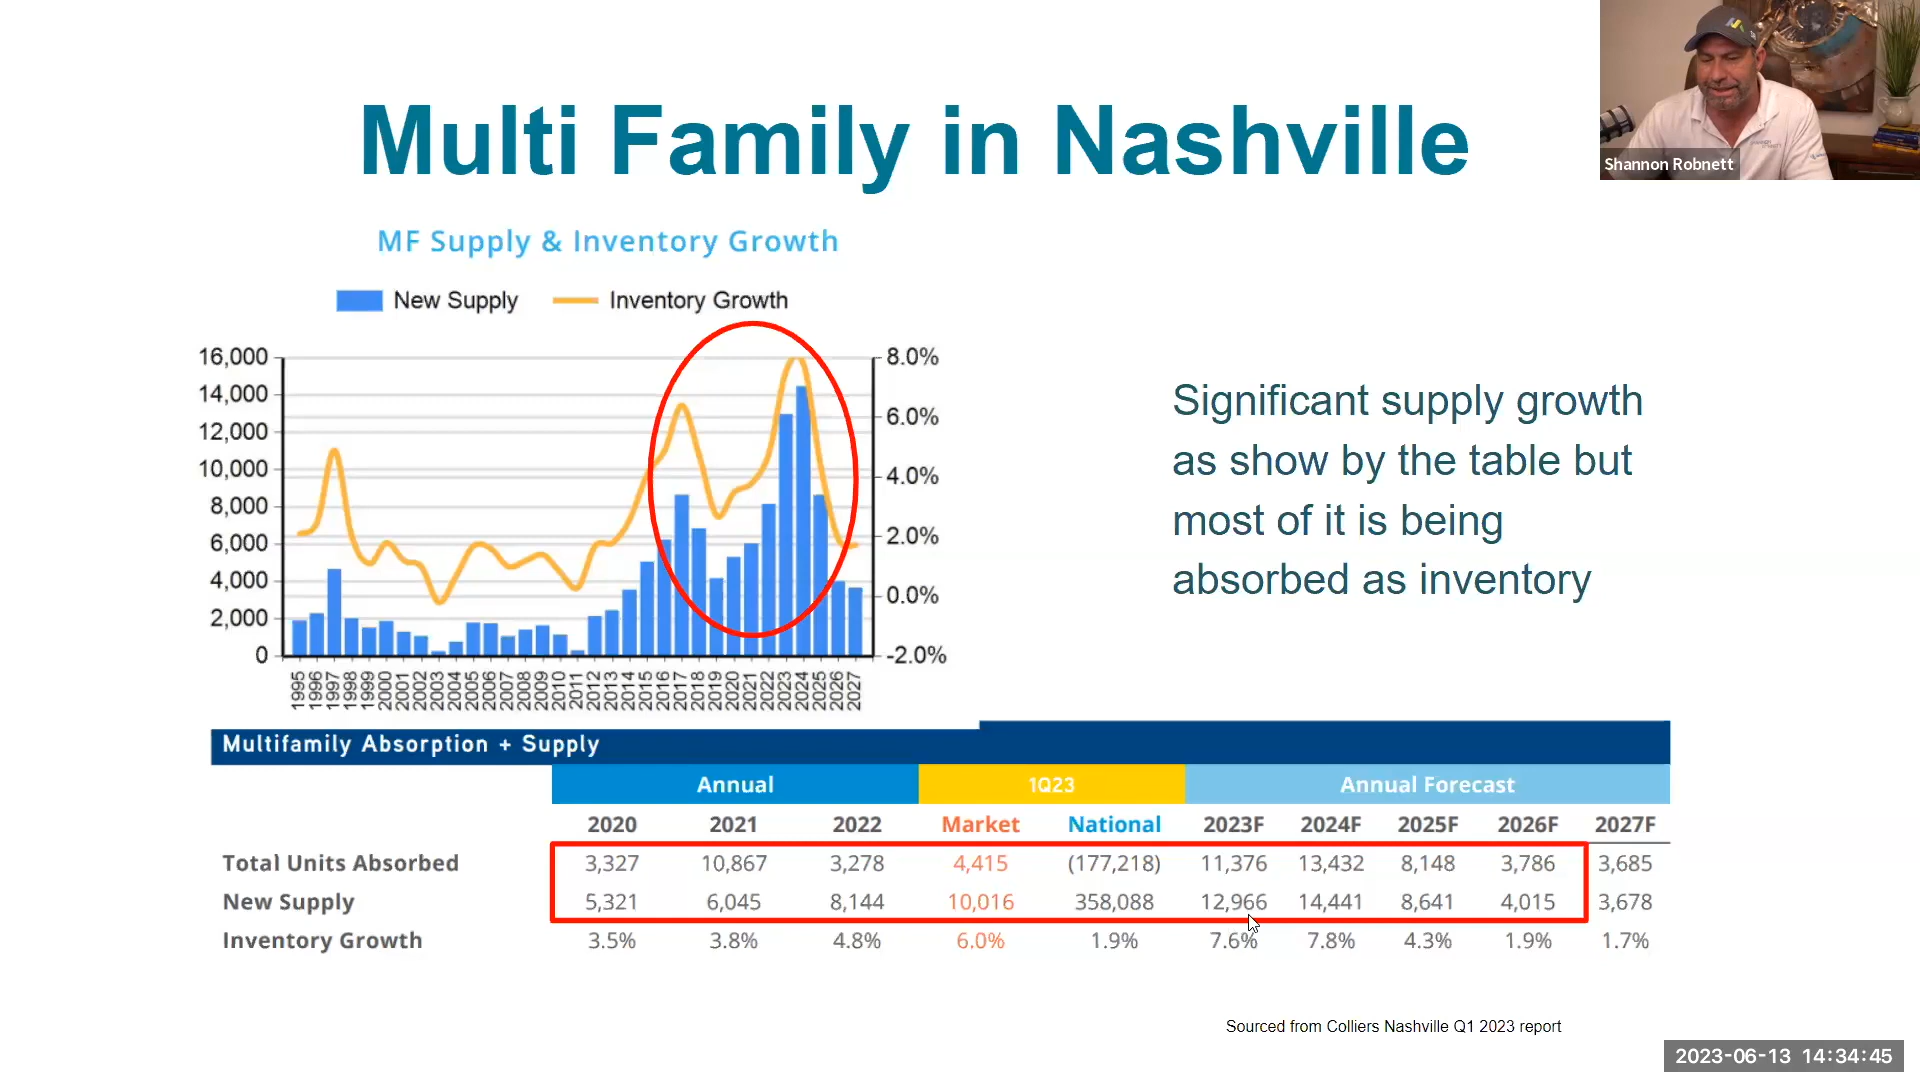 Multi Family in Nashville
Shannon Robnett
MF Supply & Inventory Growth
New Supply Inventory Growth
16,000 8.0%
14,000
12,000 6.0%
10,000 4.0%
8,000
6,000 2.0%
4,000 0.0%
2,000
0 -2.0%
1995 1996 1997 1998 1999 2000 2001 2002 2003 2004 2005 2006 2007 2008 2009 2010 2011 2012 2013 2014 2015 2016 2017 2018 2019 2020 2021 2022 2023 2024 2025 2026 2027
Significant supply growth
as show by the table but
most of it is being
absorbed as inventory
Multifamily Absorption + Supply
Annual 1Q23 Annual Forecast
2020 2021 2022 Market National 2023F 2024F 2025F 2026F 2027F
Total Units Absorbed 3,327 10,867 3,278 4,415 (177,218) 11,376 13,432 8,148 3,786 3,685
New Supply 5,321 6,045 8,144 10,016 358,088 12,966 14,441 8,641 4,015 3,678
Inventory Growth 3.5% 3.8% 4.8% 6.0% 1.9% 7.6% 7.8% 4.3% 1.9% 1.7%
Sourced from Colliers Nashville Q1 2023 report
2023-06-13 14:34:45